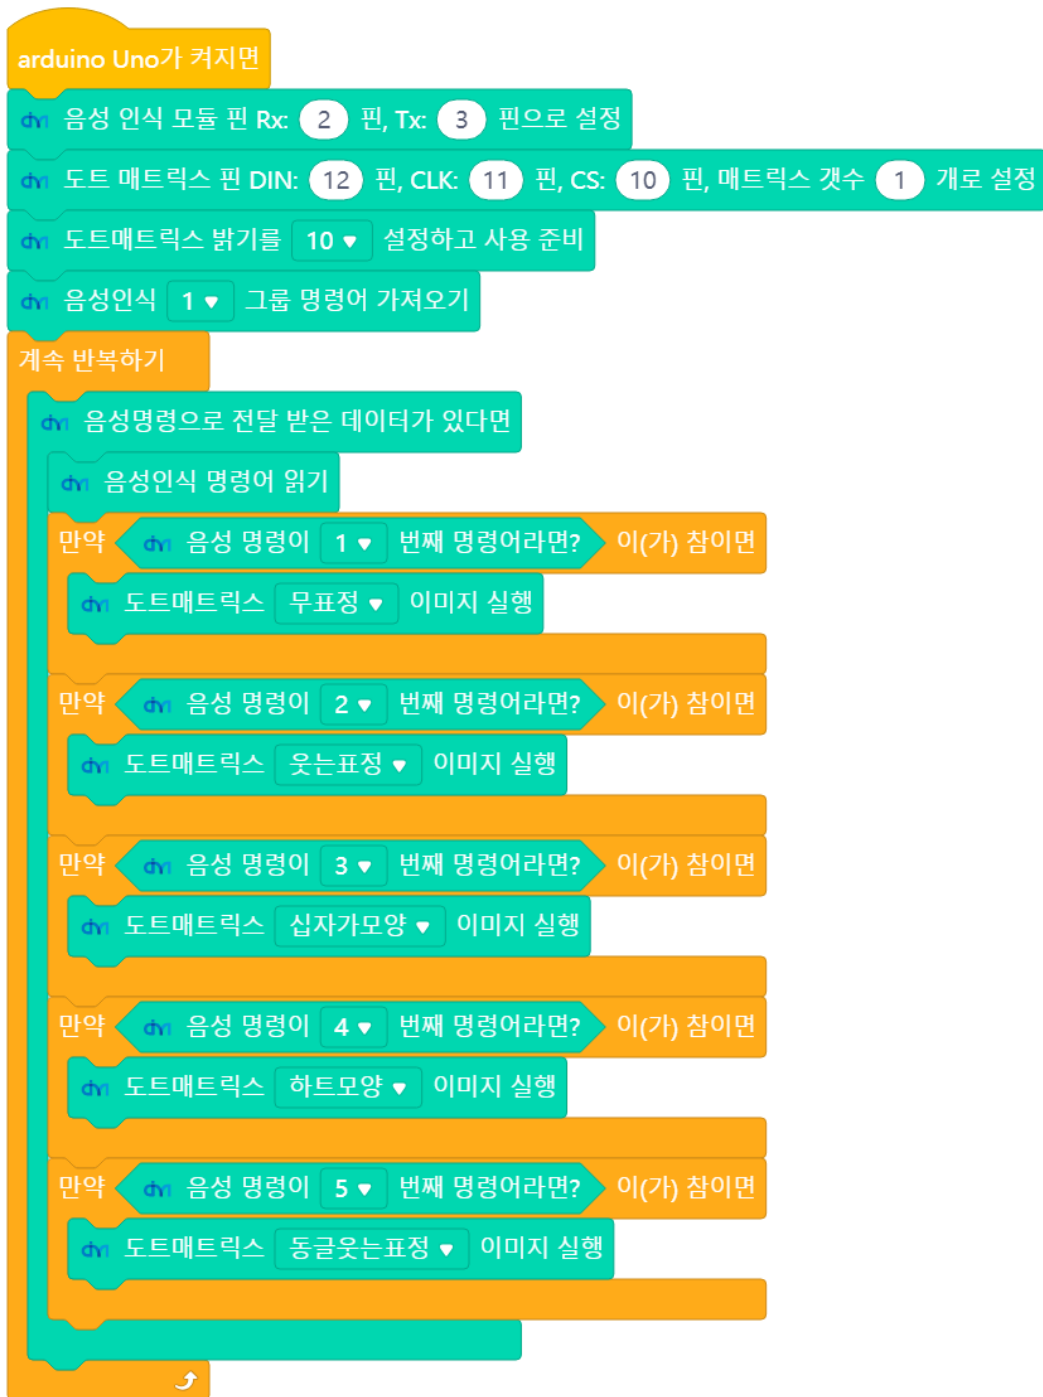 arduino Uno가 켜지면
음성 인식 모듈 핀 Rx: 2 핀, Tx: 3 핀으로 설정
도트 매트릭스 핀 DIN: 12 핀, CLK: 11 핀, CS: 10 핀, 매트릭스 갯수 1 개로 설정
도트매트릭스 밝기를 10 설정하고 사용 준비
음성인식 1 그룹 명령어 가져오기
계속 반복하기
음성명령으로 전달 받은 데이터가 있다면
음성인식 명령어 읽기
만약 음성 명령이 1 번째 명령어라면? 이(가) 참이면
도트매트릭스 무표정 이미지 실행
만약 음성 명령이 2 번째 명령어라면? 이(가) 참이면
도트매트릭스 웃는표정 이미지 실행
만약 음성 명령이 3 번째 명령어라면? 이(가) 참이면
도트매트릭스 십자가모양 이미지 실행
만약 음성 명령이 4 번째 명령어라면? 이(가) 참이면
도트매트릭스 하트모양 이미지 실행
만약 음성 명령이 5 번째 명령어라면? 이(가) 참이면
도트매트릭스 동글웃는표정 이미지 실행